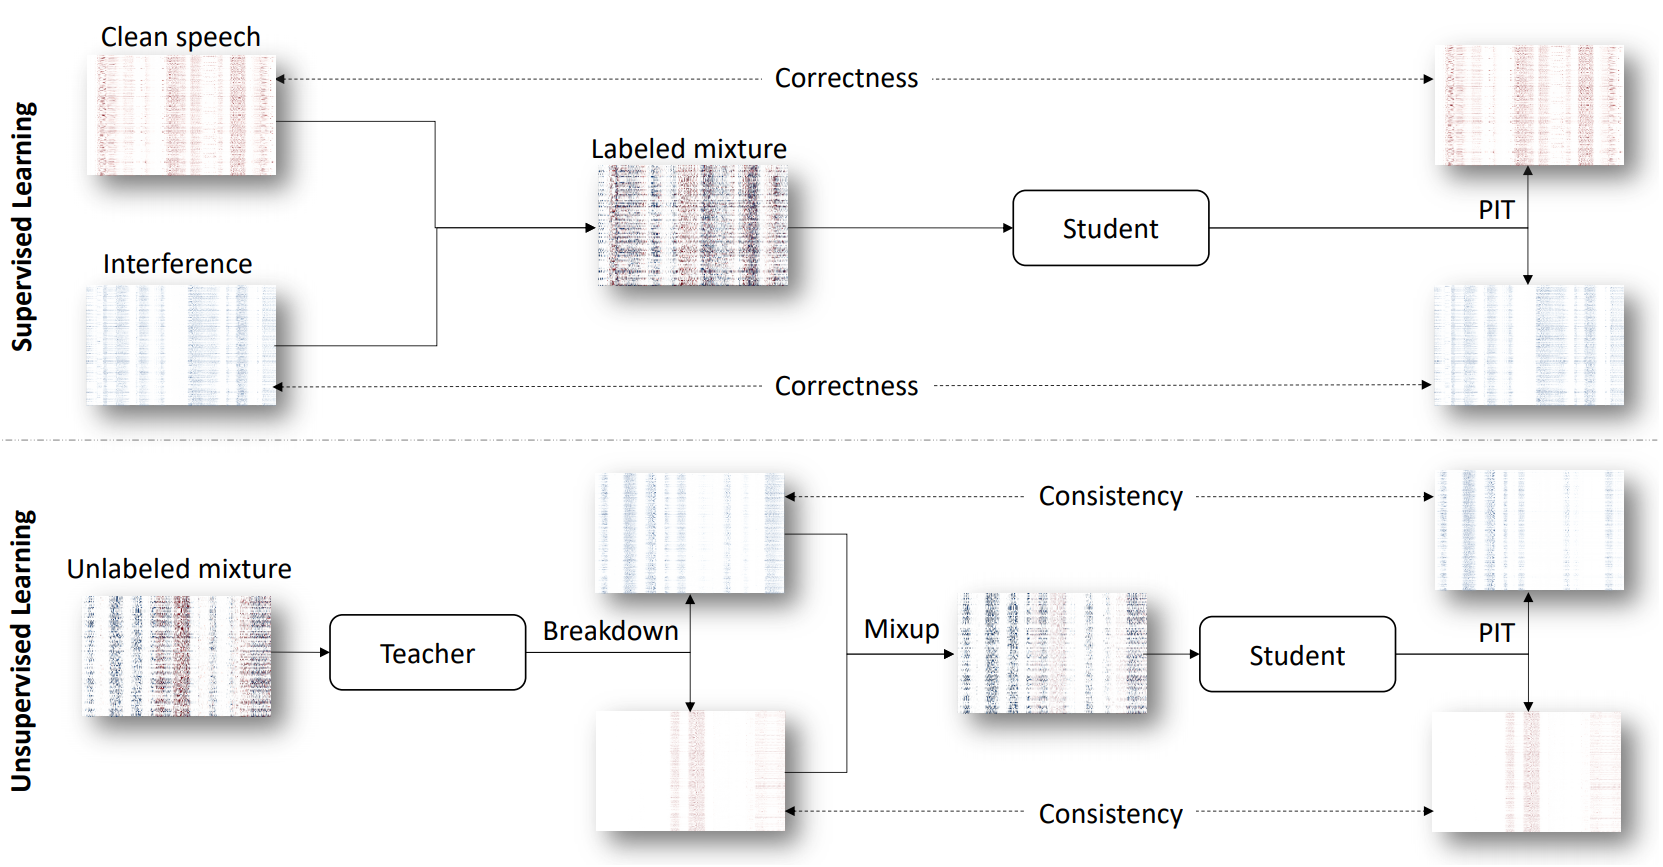 Supervised Learning
Clean speech
Correctness
Labeled mixture
Student
PIT
Interference
Correctness
Unsupervised Learning
Consistency
Unlabeled mixture
Teacher
Breakdown
Mixup
Student
PIT
Consistency